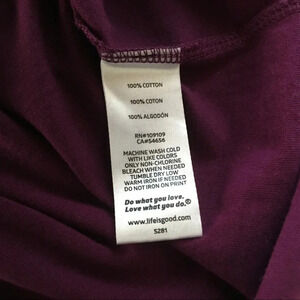 100% COTTON
100% COTON
100% ALGODÓN
RN#109109
CA#54656
MACHINE WASH COLD
WITH LIKE COLORS
ONLY NON-CHLORINE
BLEACH WHEN NEEDED
TUMBLE DRY LOW
WARM IRON IF NEEDED
DO NOT IRON ON PRINT
Do what you love.
Love what you do.®
www.lifeisgood.com
5281